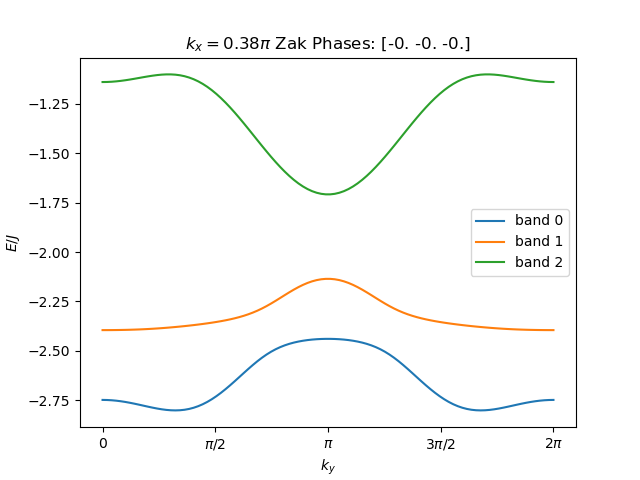 $k_x = 0.38\pi$ Zak Phases: [-0. -0. -0.]
E/J
−1.25
−1.50
−1.75
−2.00
−2.25
−2.50
−2.75
band 0
band 1
band 2
0
π/2
π
3π/2
2π
$k_y$